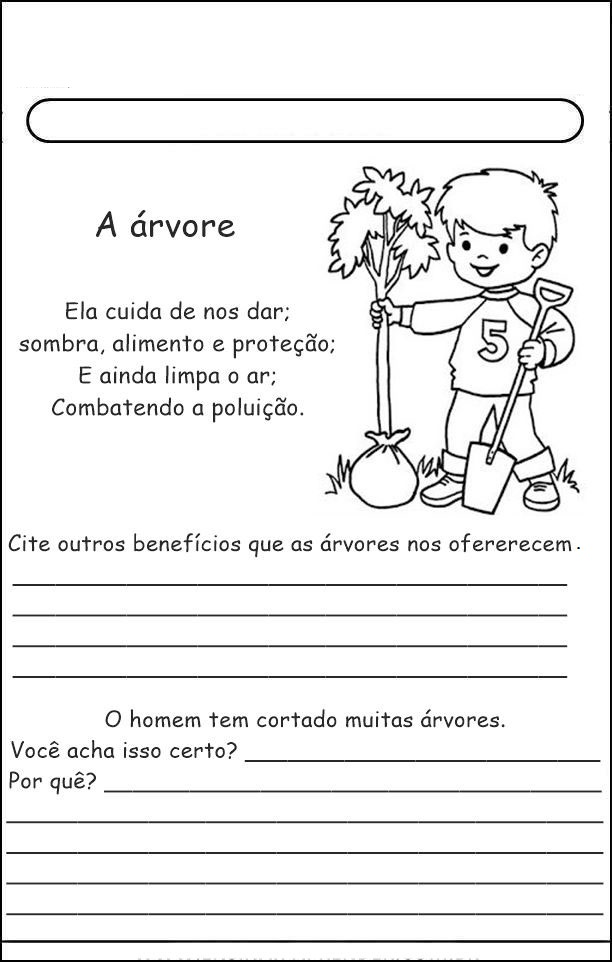 A árvore
Ela cuida de nos dar;
sombra, alimento e proteção;
E ainda limpa o ar;
Combatendo a poluição.
5
Cite outros benefícios que as árvores nos ofererecem.
O homem tem cortado muitas árvores.
Você acha isso certo?
Por quê?